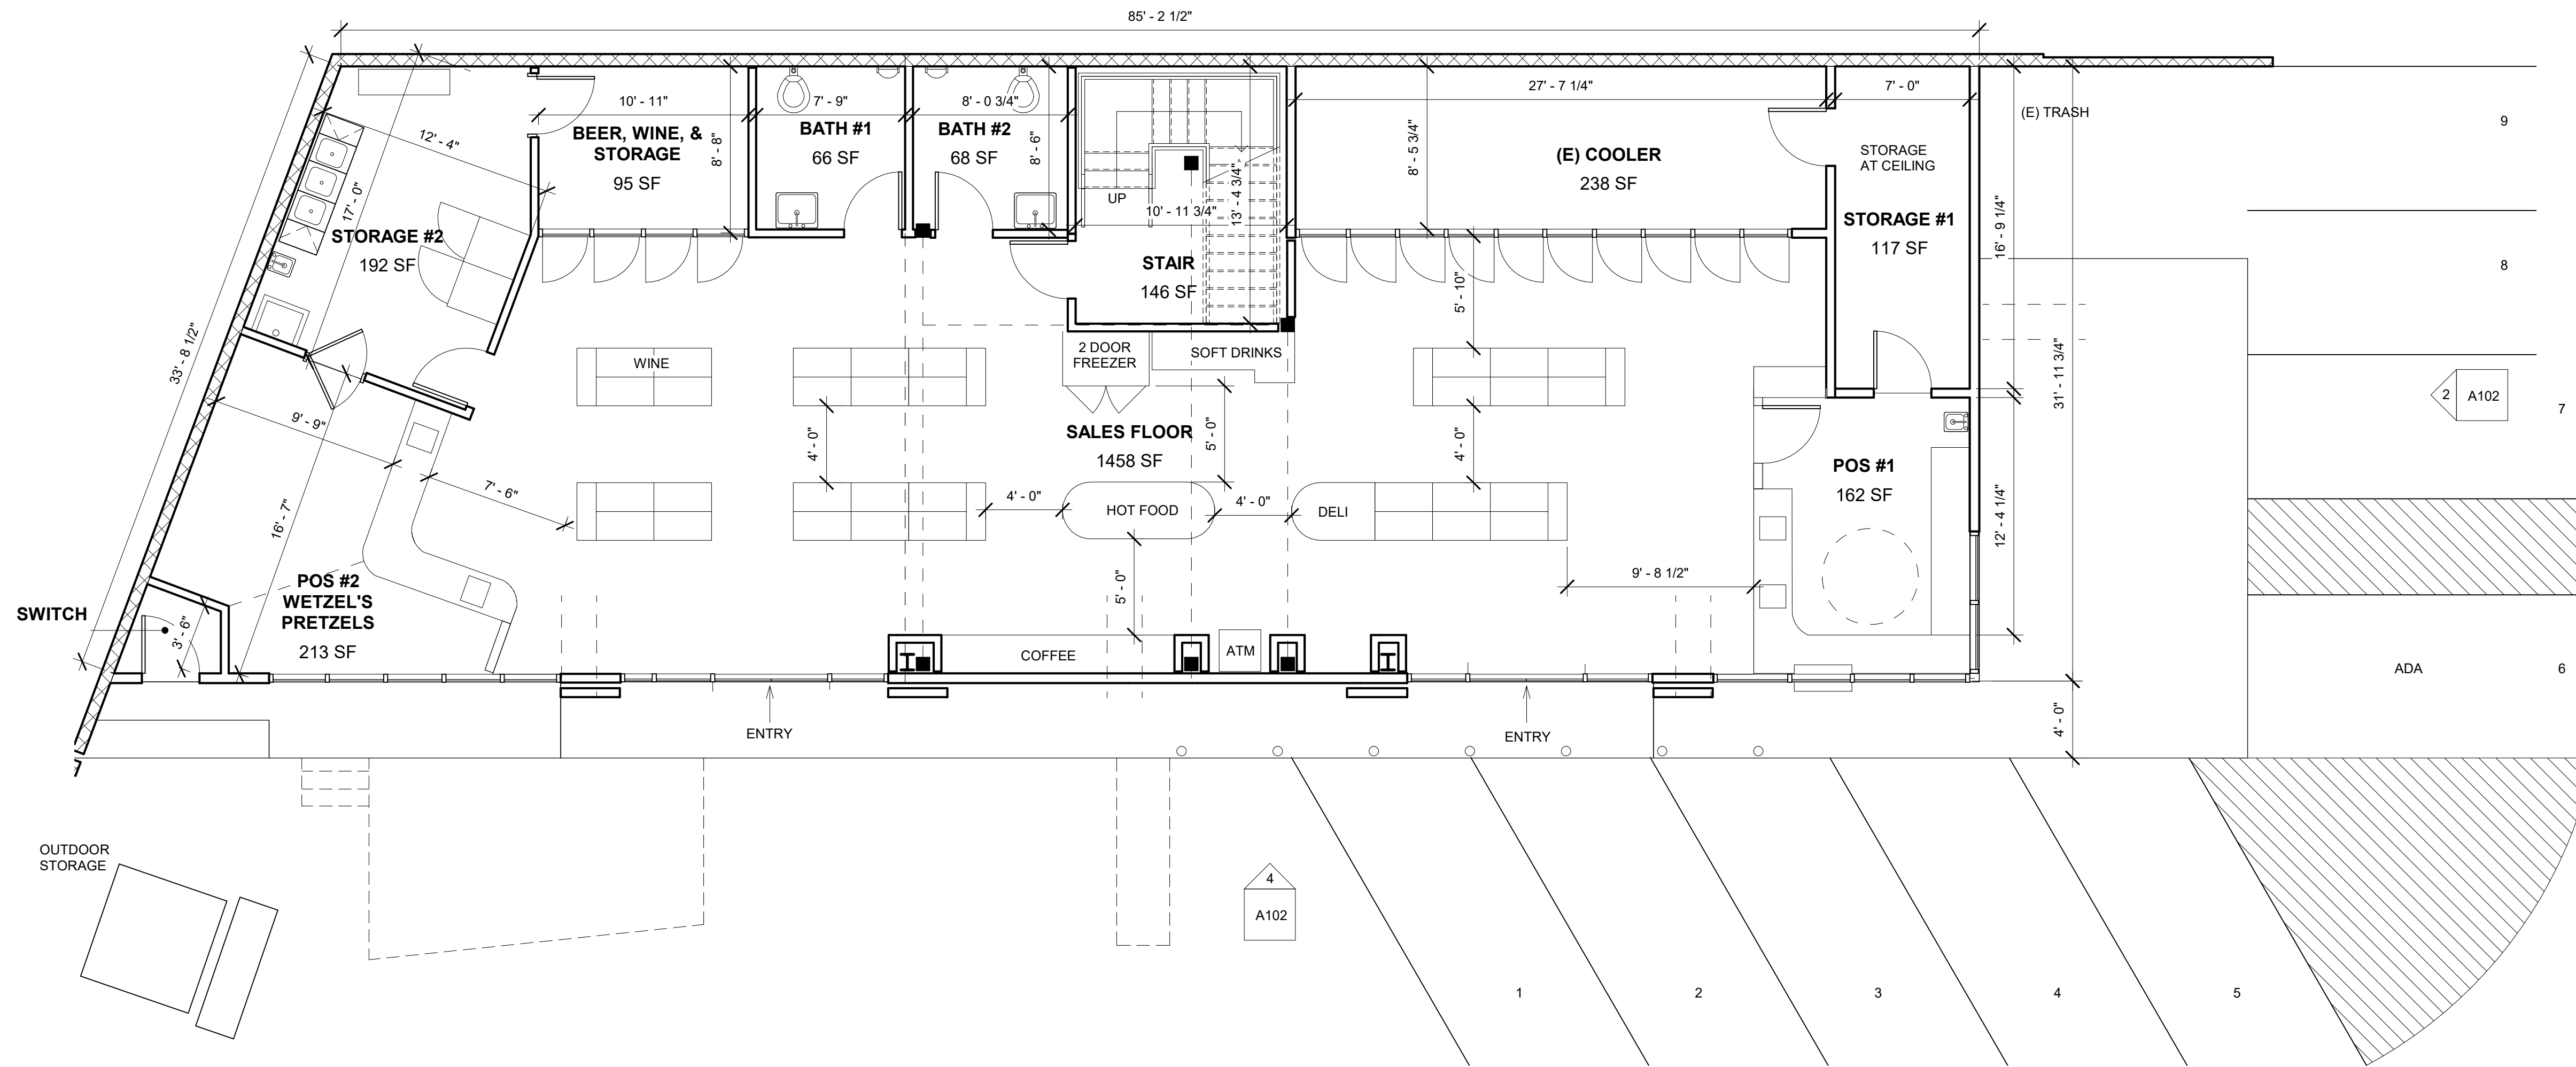 85' - 2 1/2"
10' - 11"
7' - 9"
8' - 0 3/4"
27' - 7 1/4"
7' - 0"
(E) TRASH
9
12' - 4"
BEER, WINE, &
STORAGE
95 SF
8' - 8"
BATH #1
66 SF
BATH #2
68 SF
8' - 6"
UP
10' - 11 3/4"
13' - 4 3/4"
8' - 5 3/4"
(E) COOLER
238 SF
STORAGE
AT CEILING
STORAGE #1
117 SF
16' - 9 1/4"
8
17' - 0"
STORAGE #2
192 SF
STAIR
146 SF
5' - 10"
33' - 8 1/2"
31' - 11 3/4"
WINE
2 DOOR
FREEZER
SOFT DRINKS
2
A102
7
9' - 9"
4' - 0"
SALES FLOOR
1458 SF
5' - 0"
4' - 0"
POS #1
162 SF
7' - 6"
16' - 7"
4' - 0"
HOT FOOD
4' - 0"
DELI
12' - 4 1/4"
5' - 0"
9' - 8 1/2"
SWITCH
3' - 6"
POS #2
WETZEL'S
PRETZELS
213 SF
COFFEE
ATM
ADA
6
ENTRY
ENTRY
4' - 0"
OUTDOOR
STORAGE
4
A102
1
2
3
4
5